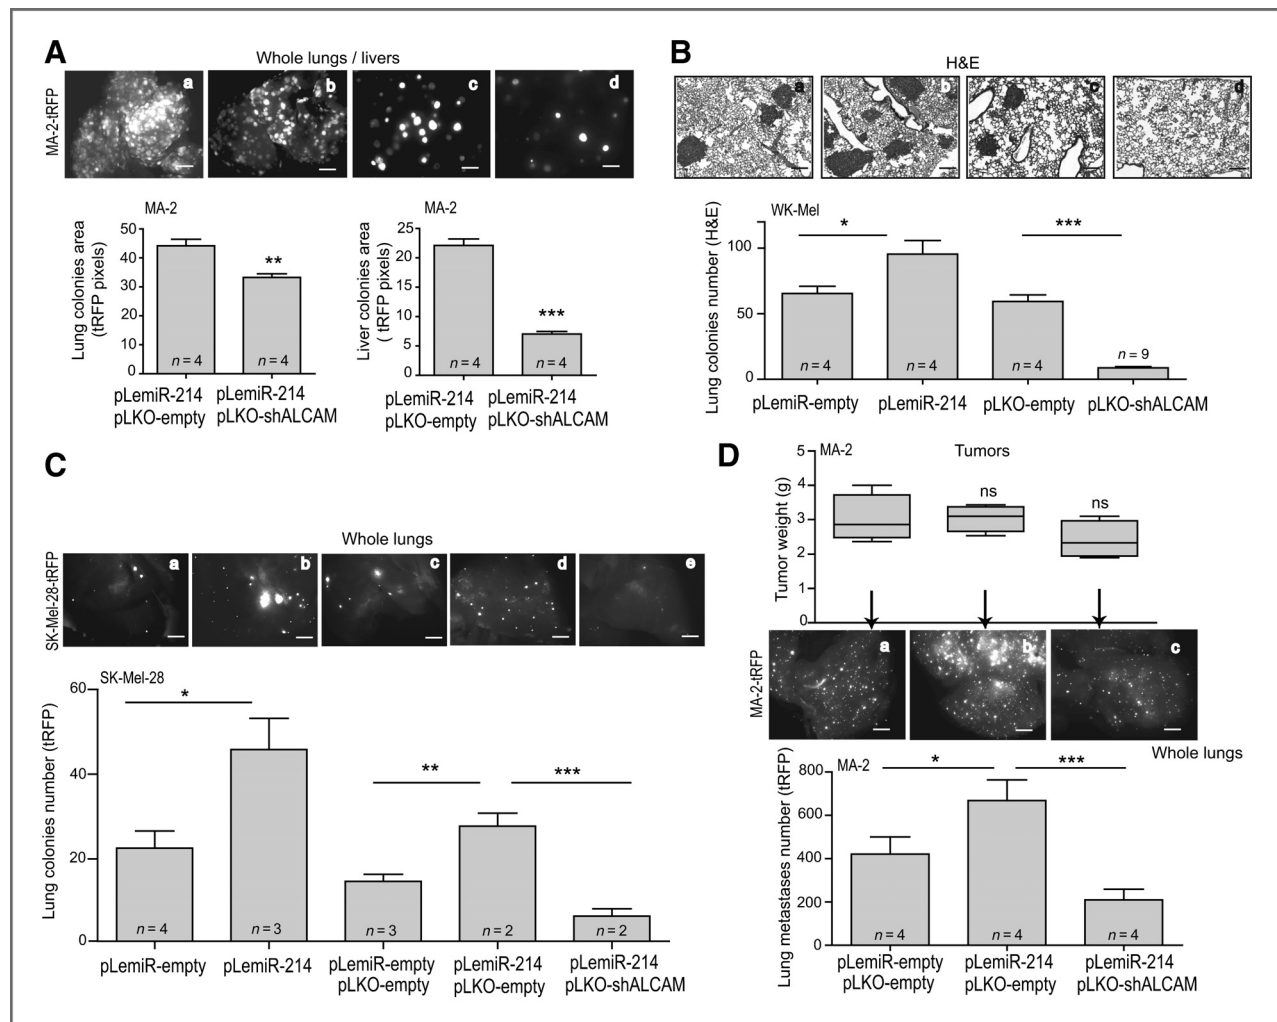 A
Whole lungs / livers
MA-2-tRFP
a
b
c
d
MA-2
Lung colonies area
(tRFP pixels)
50
40
30
20
10
0
**
n = 4
n = 4
pLemiR-214
pLKO-empty
pLemiR-214
pLKO-shALCAM
MA-2
Liver colonies area
( tRFP pixels)
25
20
15
10
5
0
***
n = 4
n = 4
pLemiR-214
pLKO-empty
pLemiR-214
pLKO-shALCAM
B
H&E
a
b
c
d
WK-Mel
Lung colonies number (H&E)
100
50
0
*
***
n = 4
n = 4
n = 4
n = 9
pLemiR-empty
pLemiR-214
pLKO-empty
pLKO-shALCAM
C
Whole lungs
SK-Mel-28-tRFP
a
b
c
d
e
SK-Mel-28
Lung colonies number (tRFP)
60
40
20
0
*
**
***
n = 4
n = 3
n = 3
n = 2
n = 2
pLemiR-empty
pLemiR-214
pLemiR-empty
pLKO-empty
pLemiR-214
pLKO-empty
pLemiR-214
pLKO-shALCAM
D
MA-2
Tumors
Tumor weight (g)
5
4
3
2
1
0
ns
ns
MA-2-tRFP
a
b
c
Whole lungs
MA-2
Lung metastases number (tRFP)
800
600
400
200
0
*
***
n = 4
n = 4
n = 4
pLemiR-empty
pLKO-empty
pLemiR-214
pLKO-empty
pLemiR-214
pLKO-shALCAM